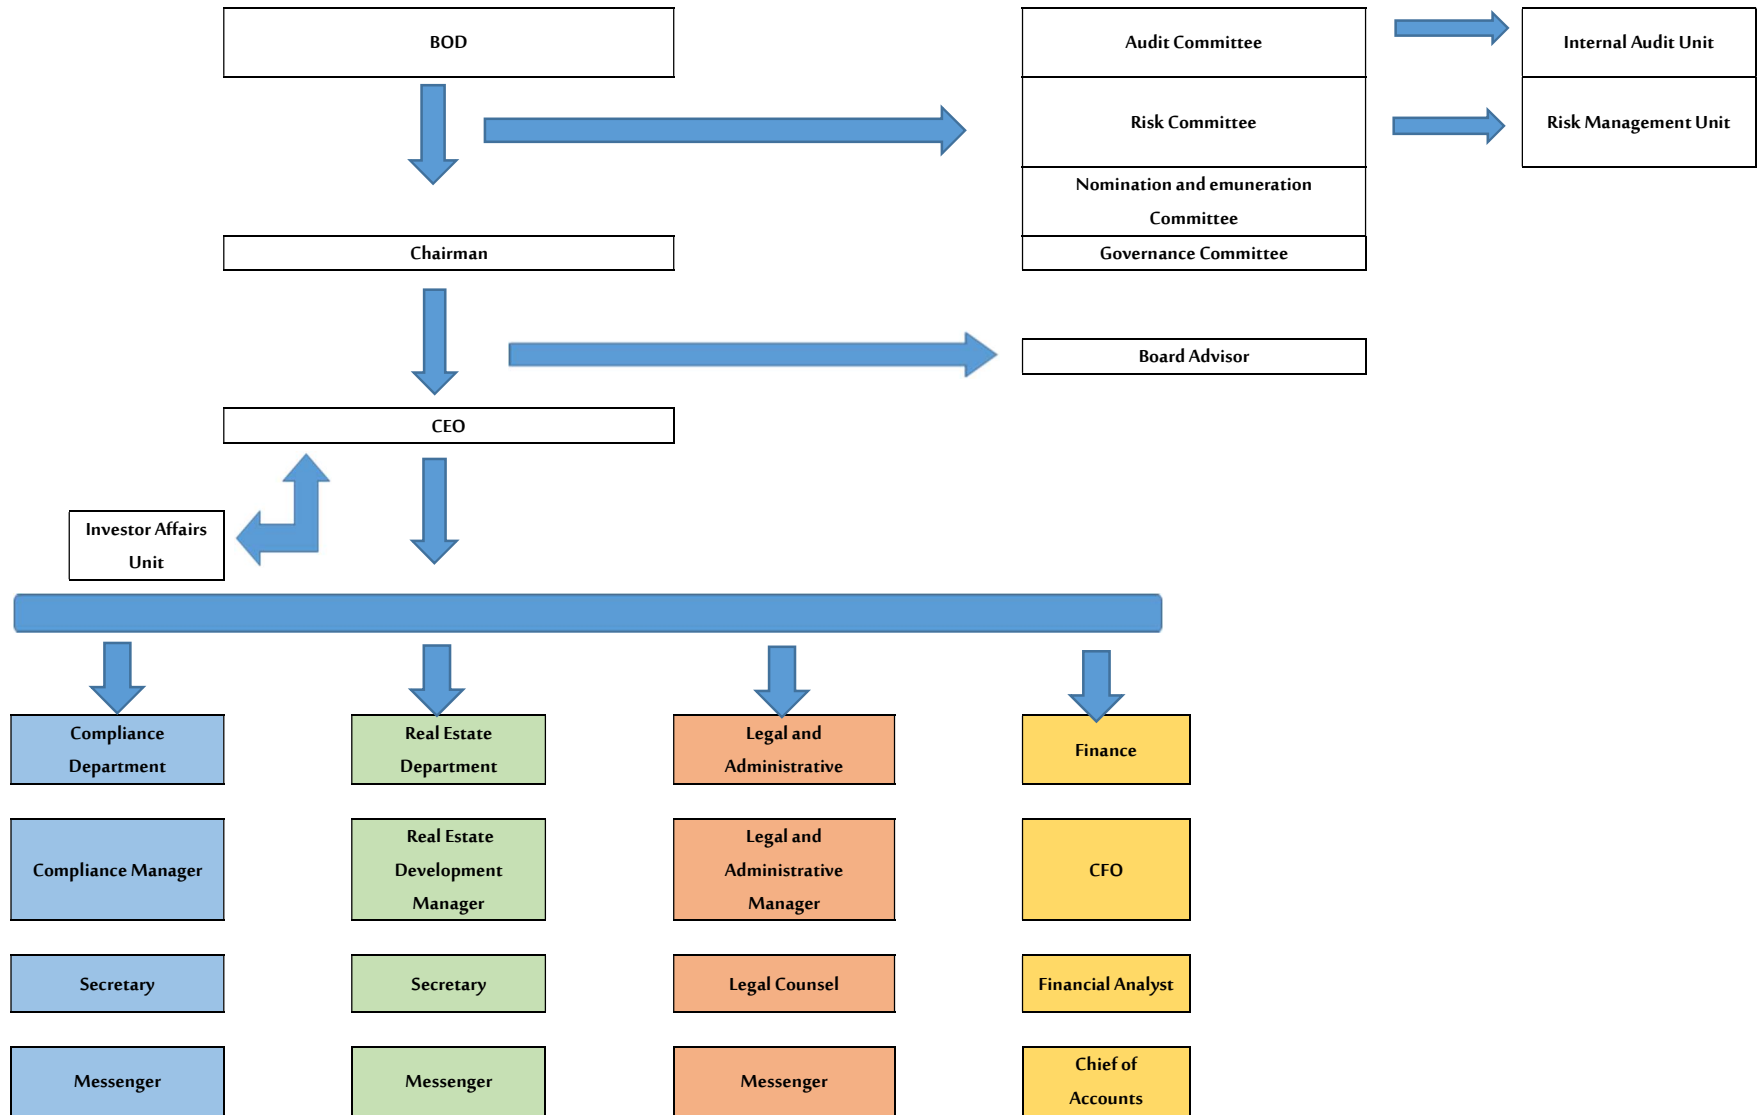 BOD
Audit Committee
Internal Audit Unit
Risk Committee
Risk Management Unit
Nomination and emuneration
Committee
Chairman
Governance Committee
Board Advisor
CEO
Investor Affairs
Unit
Compliance
Department
Real Estate
Department
Legal and
Administrative
Finance
Compliance Manager
Real Estate
Development
Manager
Legal and
Administrative
Manager
CFO
Secretary
Secretary
Legal Counsel
Financial Analyst
Messenger
Messenger
Messenger
Chief of
Accounts